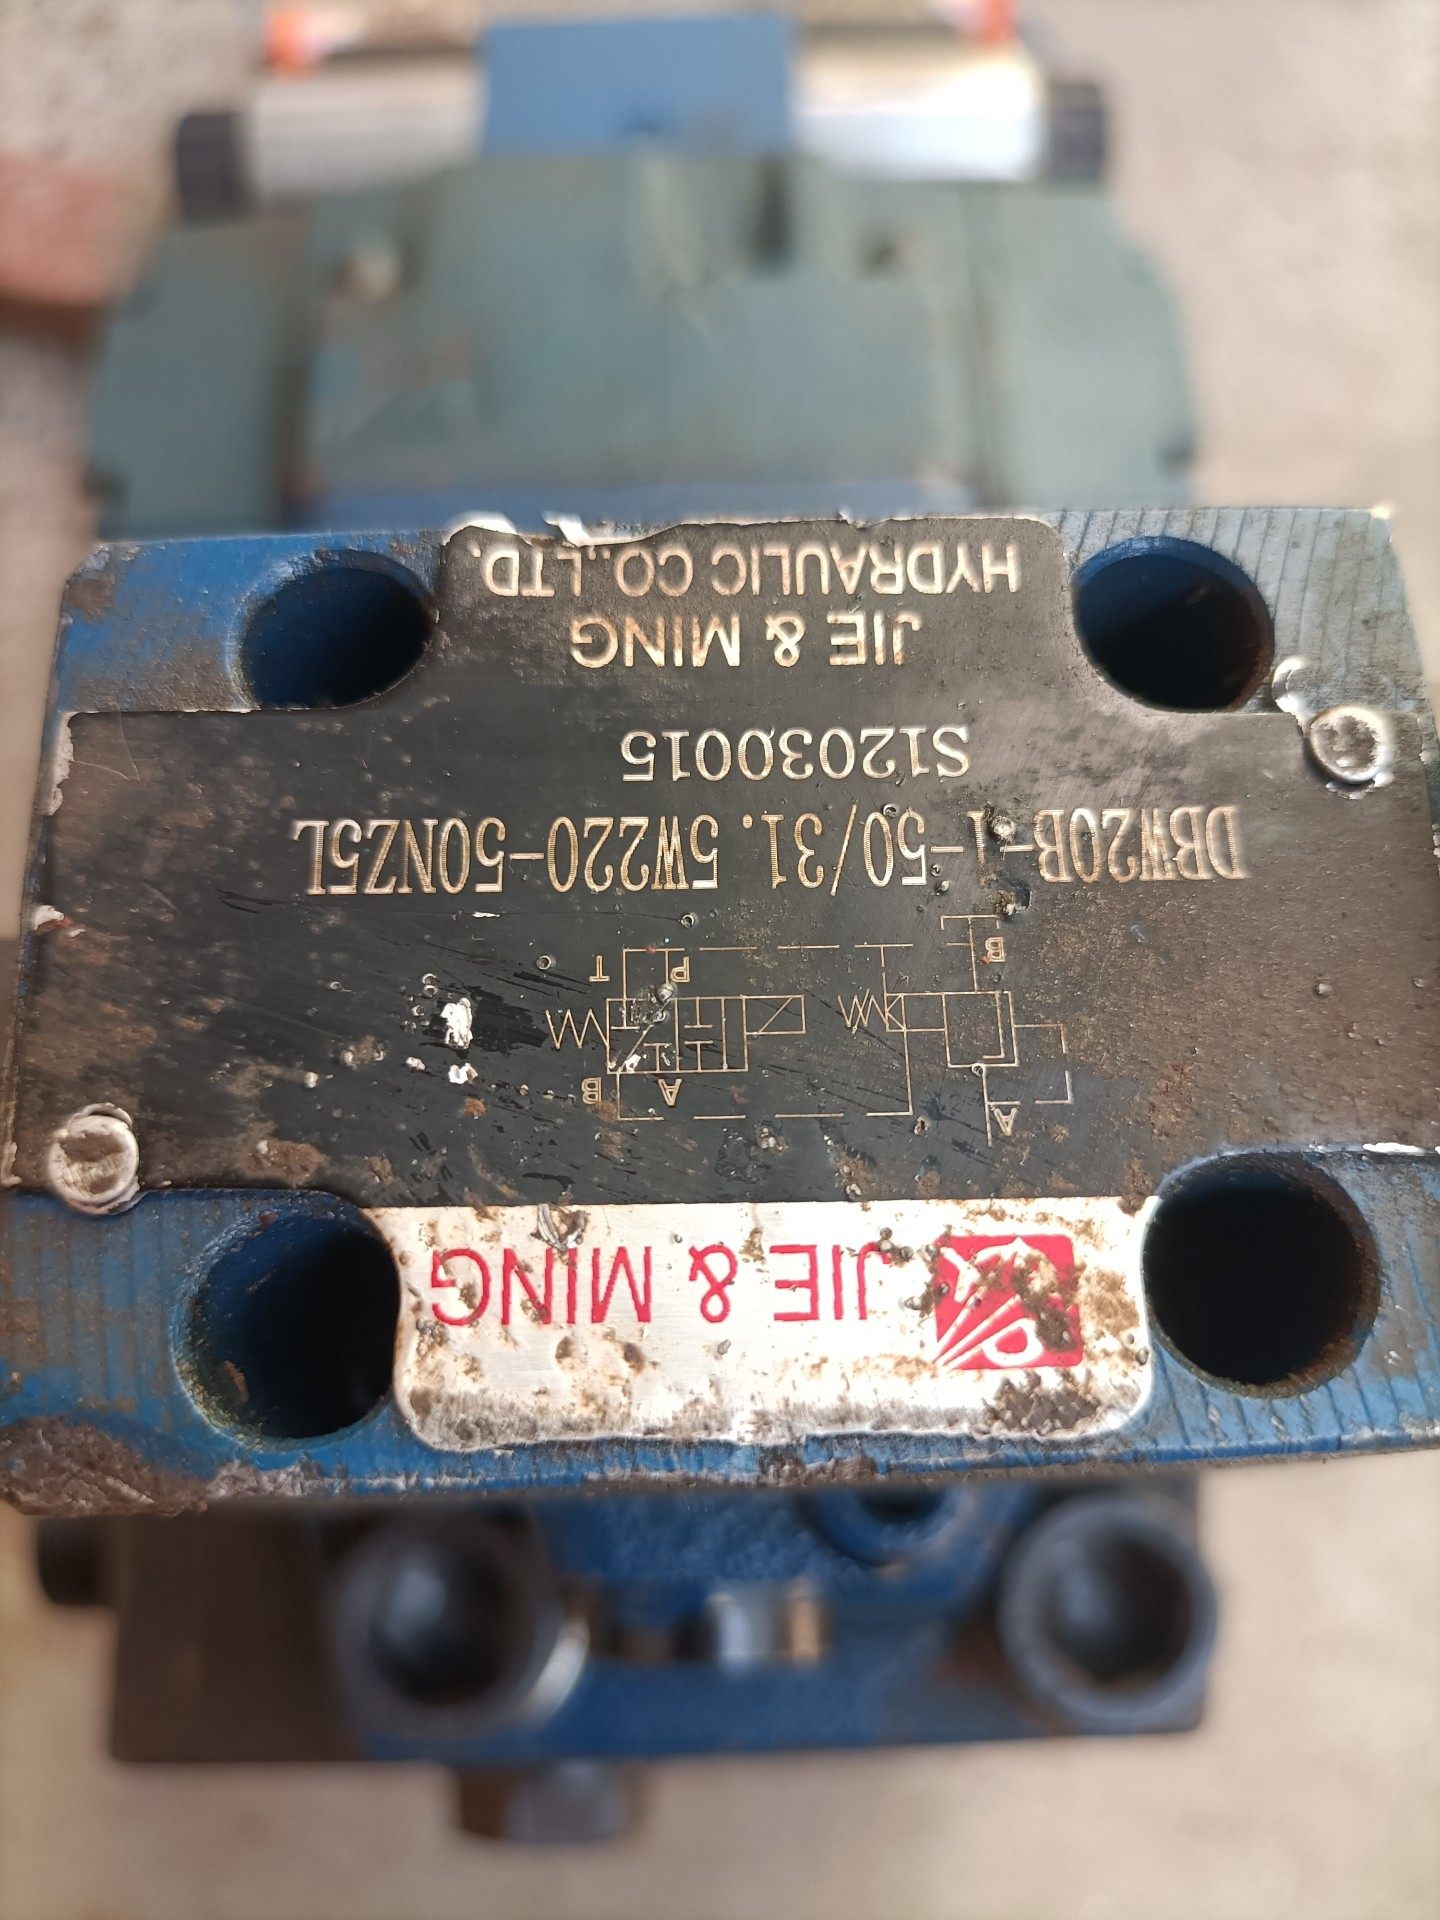 JIE & MING
A
B
A
B
P
T
DBW20B-1-50/31.5W220-50NZ5L
S12030015
JIE & MING
HYDRAULIC CO.,LTD.